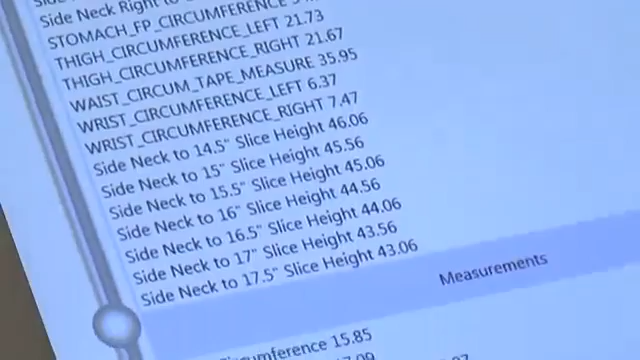 Side Neck Right to
STOMACH_FP_CIRCUMFERENCE
THIGH_CIRCUMFERENCE_LEFT 21.73
THIGH_CIRCUMFERENCE_RIGHT 21.67
WAIST_CIRCUM_TAPE_MEASURE 35.95
WRIST_CIRCUMFERENCE_LEFT 6.37
WRIST_CIRCUMFERENCE_RIGHT 7.47
Side Neck to 14.5" Slice Height 46.06
Side Neck to 15" Slice Height 45.56
Side Neck to 15.5" Slice Height 45.06
Side Neck to 16" Slice Height 44.56
Side Neck to 16.5" Slice Height 44.06
Side Neck to 17" Slice Height 43.56
Side Neck to 17.5" Slice Height 43.06
Measurements
Circumference 15.85